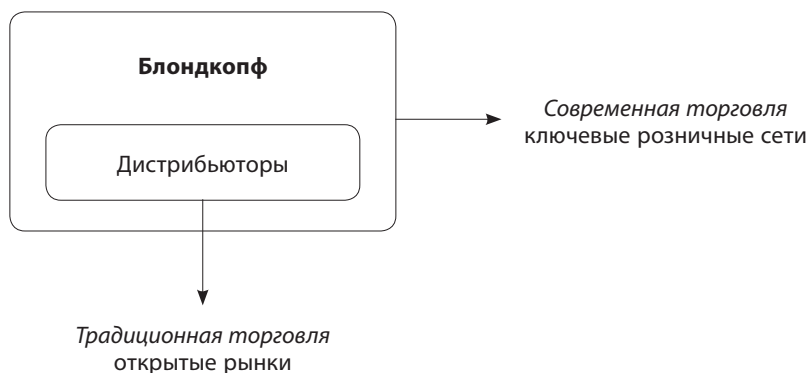 Блондкопф
Дистрибьюторы
Современная торговля
ключевые розничные сети
Традиционная торговля
открытые рынки